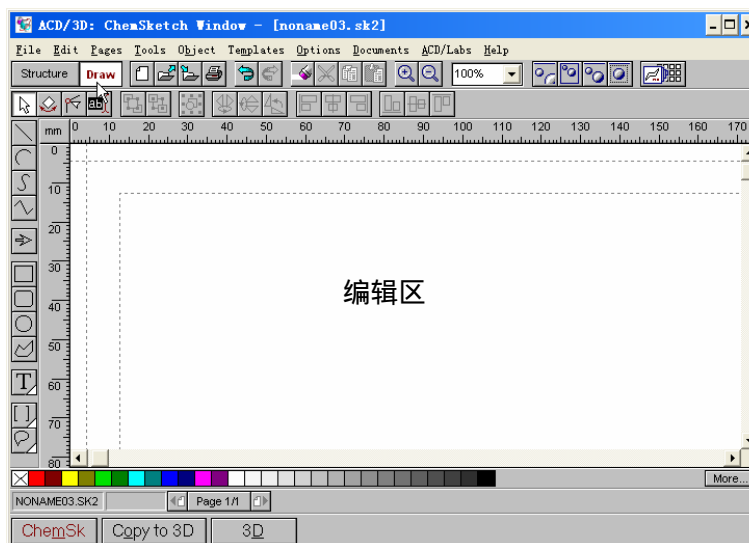 ACD/3D: ChemSketch Window - [noname03.sk2]
File Edit Pages Tools Object Templates Options Documents ACD/Labs Help
Structure Draw 100%
ab
mm 0 10 20 30 40 50 60 70 80 90 100 110 120 130 140 150 160 170
0
10
20
30
编辑区
40
50
T 60
70
80
More...
NONAME03.SK2 Page 1/1
ChemSk Copy to 3D 3D